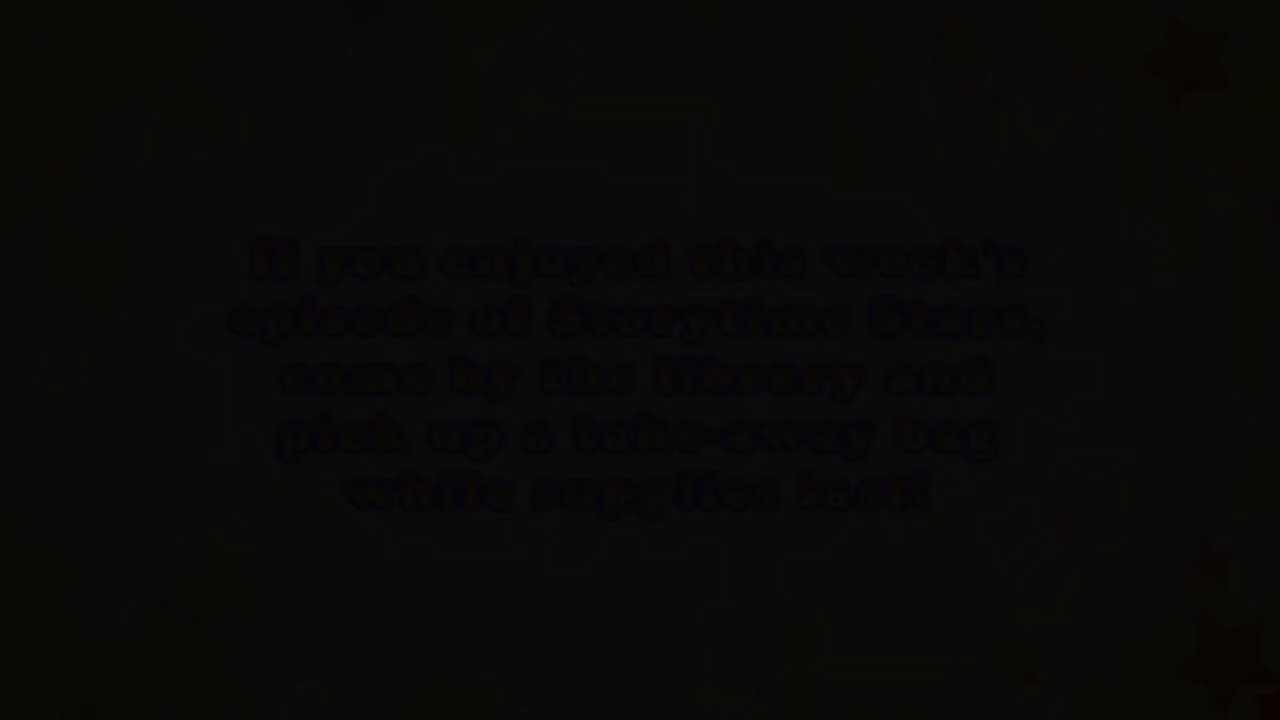 If you enjoyed this week's
episode of Storytime Stars,
come by the library and
pick up a take-away bag
while supplies last!